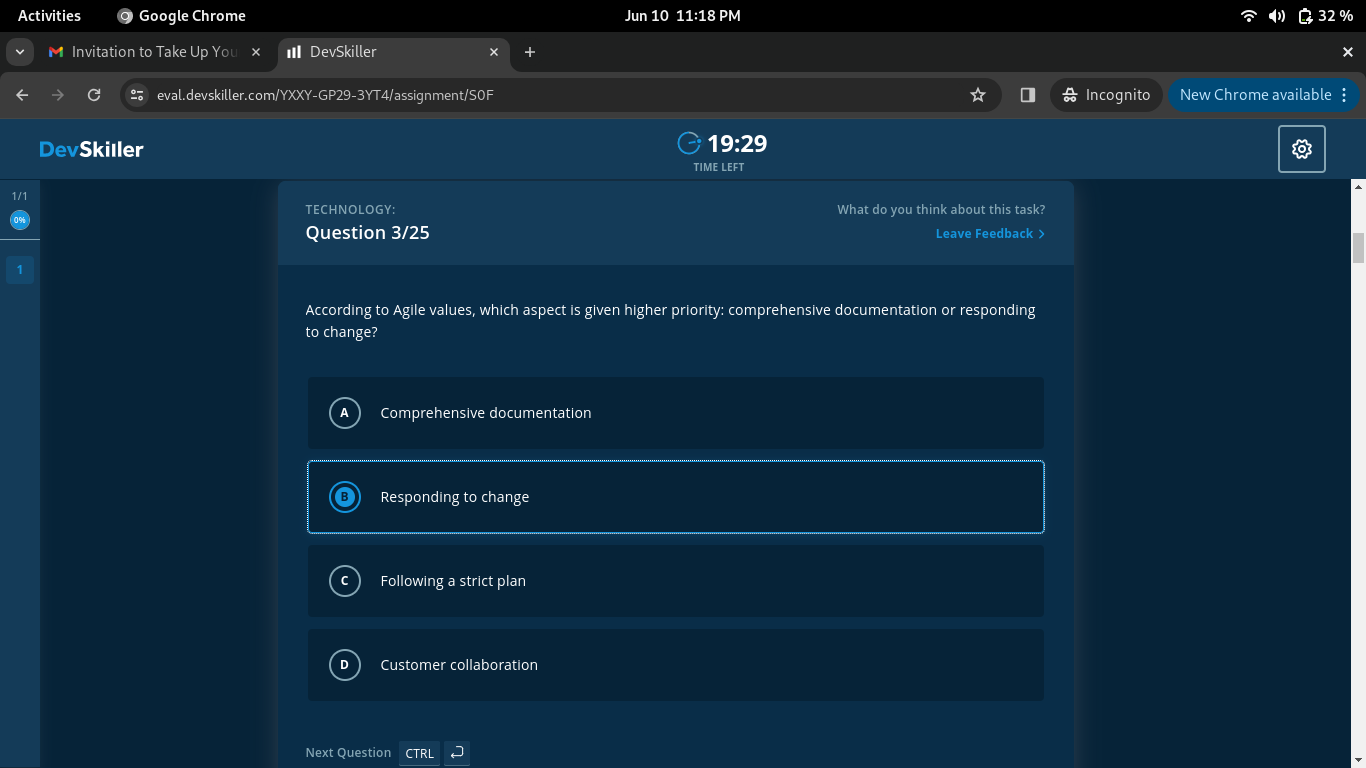 Activities
Google Chrome
Jun 10 11:18 PM
32 %
Invitation to Take Up You
DevSkiller
eval.devskiller.com/YXXY-GP29-3YT4/assignment/S0F
Incognito
New Chrome available
DevSkiller
19:29
TIME LEFT
1/1
0%
1
TECHNOLOGY:
What do you think about this task?
Question 3/25
Leave Feedback
According to Agile values, which aspect is given higher priority: comprehensive documentation or responding
to change?
A Comprehensive documentation
B Responding to change
C Following a strict plan
D Customer collaboration
Next Question CTRL